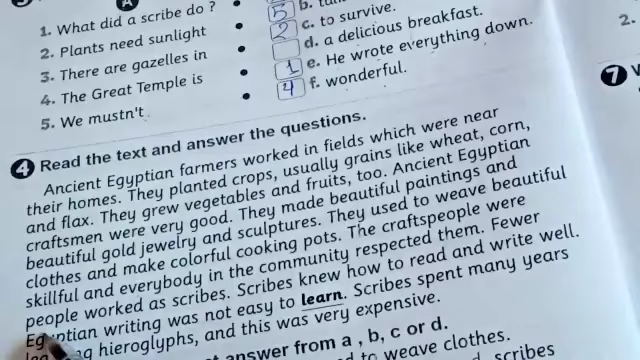 A
1. What did a scribe do ?
2. Plants need sunlight
3. There are gazelles in
4. The Great Temple is
5. We mustn't
5 b.
2 c. to survive.
d. a delicious breakfast.
1 e. He wrote everything down.
4 f. wonderful.
2.
7
4 Read the text and answer the questions.
Ancient Egyptian farmers worked in fields which were near
their homes. They planted crops, usually grains like wheat, corn,
and flax. They grew vegetables and fruits, too. Ancient Egyptian
craftsmen were very good. They made beautiful paintings and
beautiful gold jewelry and sculptures. They used to weave beautiful
clothes and make colorful cooking pots. The craftspeople were
skillful and everybody in the community respected them. Fewer
people worked as scribes. Scribes knew how to read and write well.
Egyptian writing was not easy to learn. Scribes spent many years
hieroglyphs, and this was very expensive.
answer from a , b, c or d.
to weave clothes.
scribes